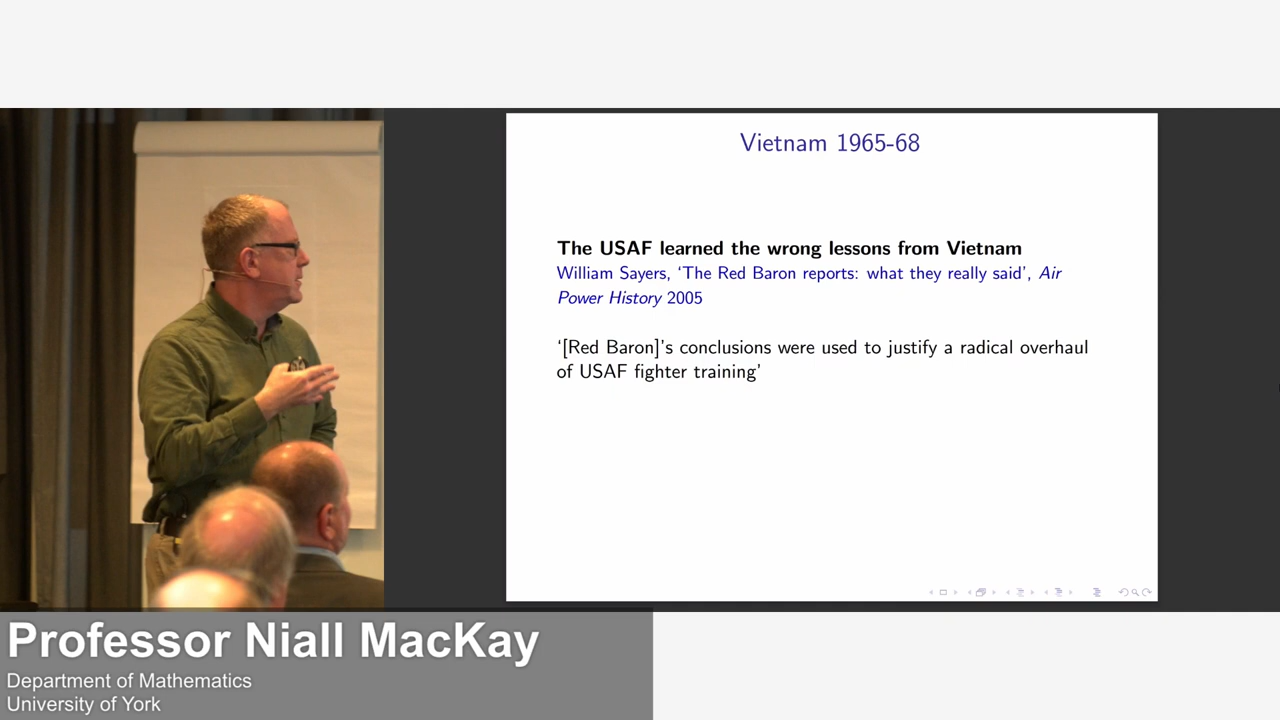 Vietnam 1965-68
The USAF learned the wrong lessons from Vietnam
William Sayers, ‘The Red Baron reports: what they really said’, Air
Power History 2005
‘[Red Baron]’s conclusions were used to justify a radical overhaul
of USAF fighter training’
Professor Niall MacKay
Department of Mathematics
University of York